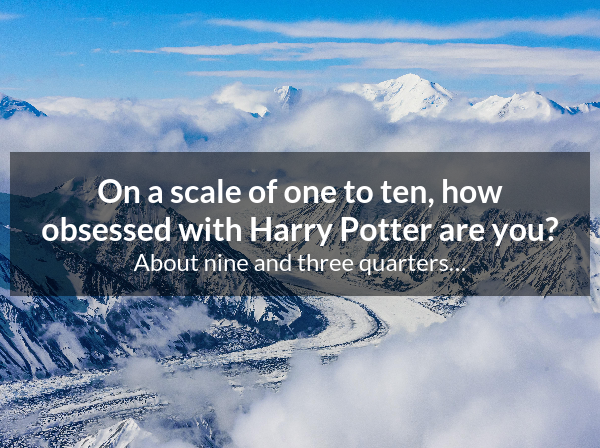 On a scale of one to ten, how
obsessed with Harry Potter are you?
About nine and three quarters...